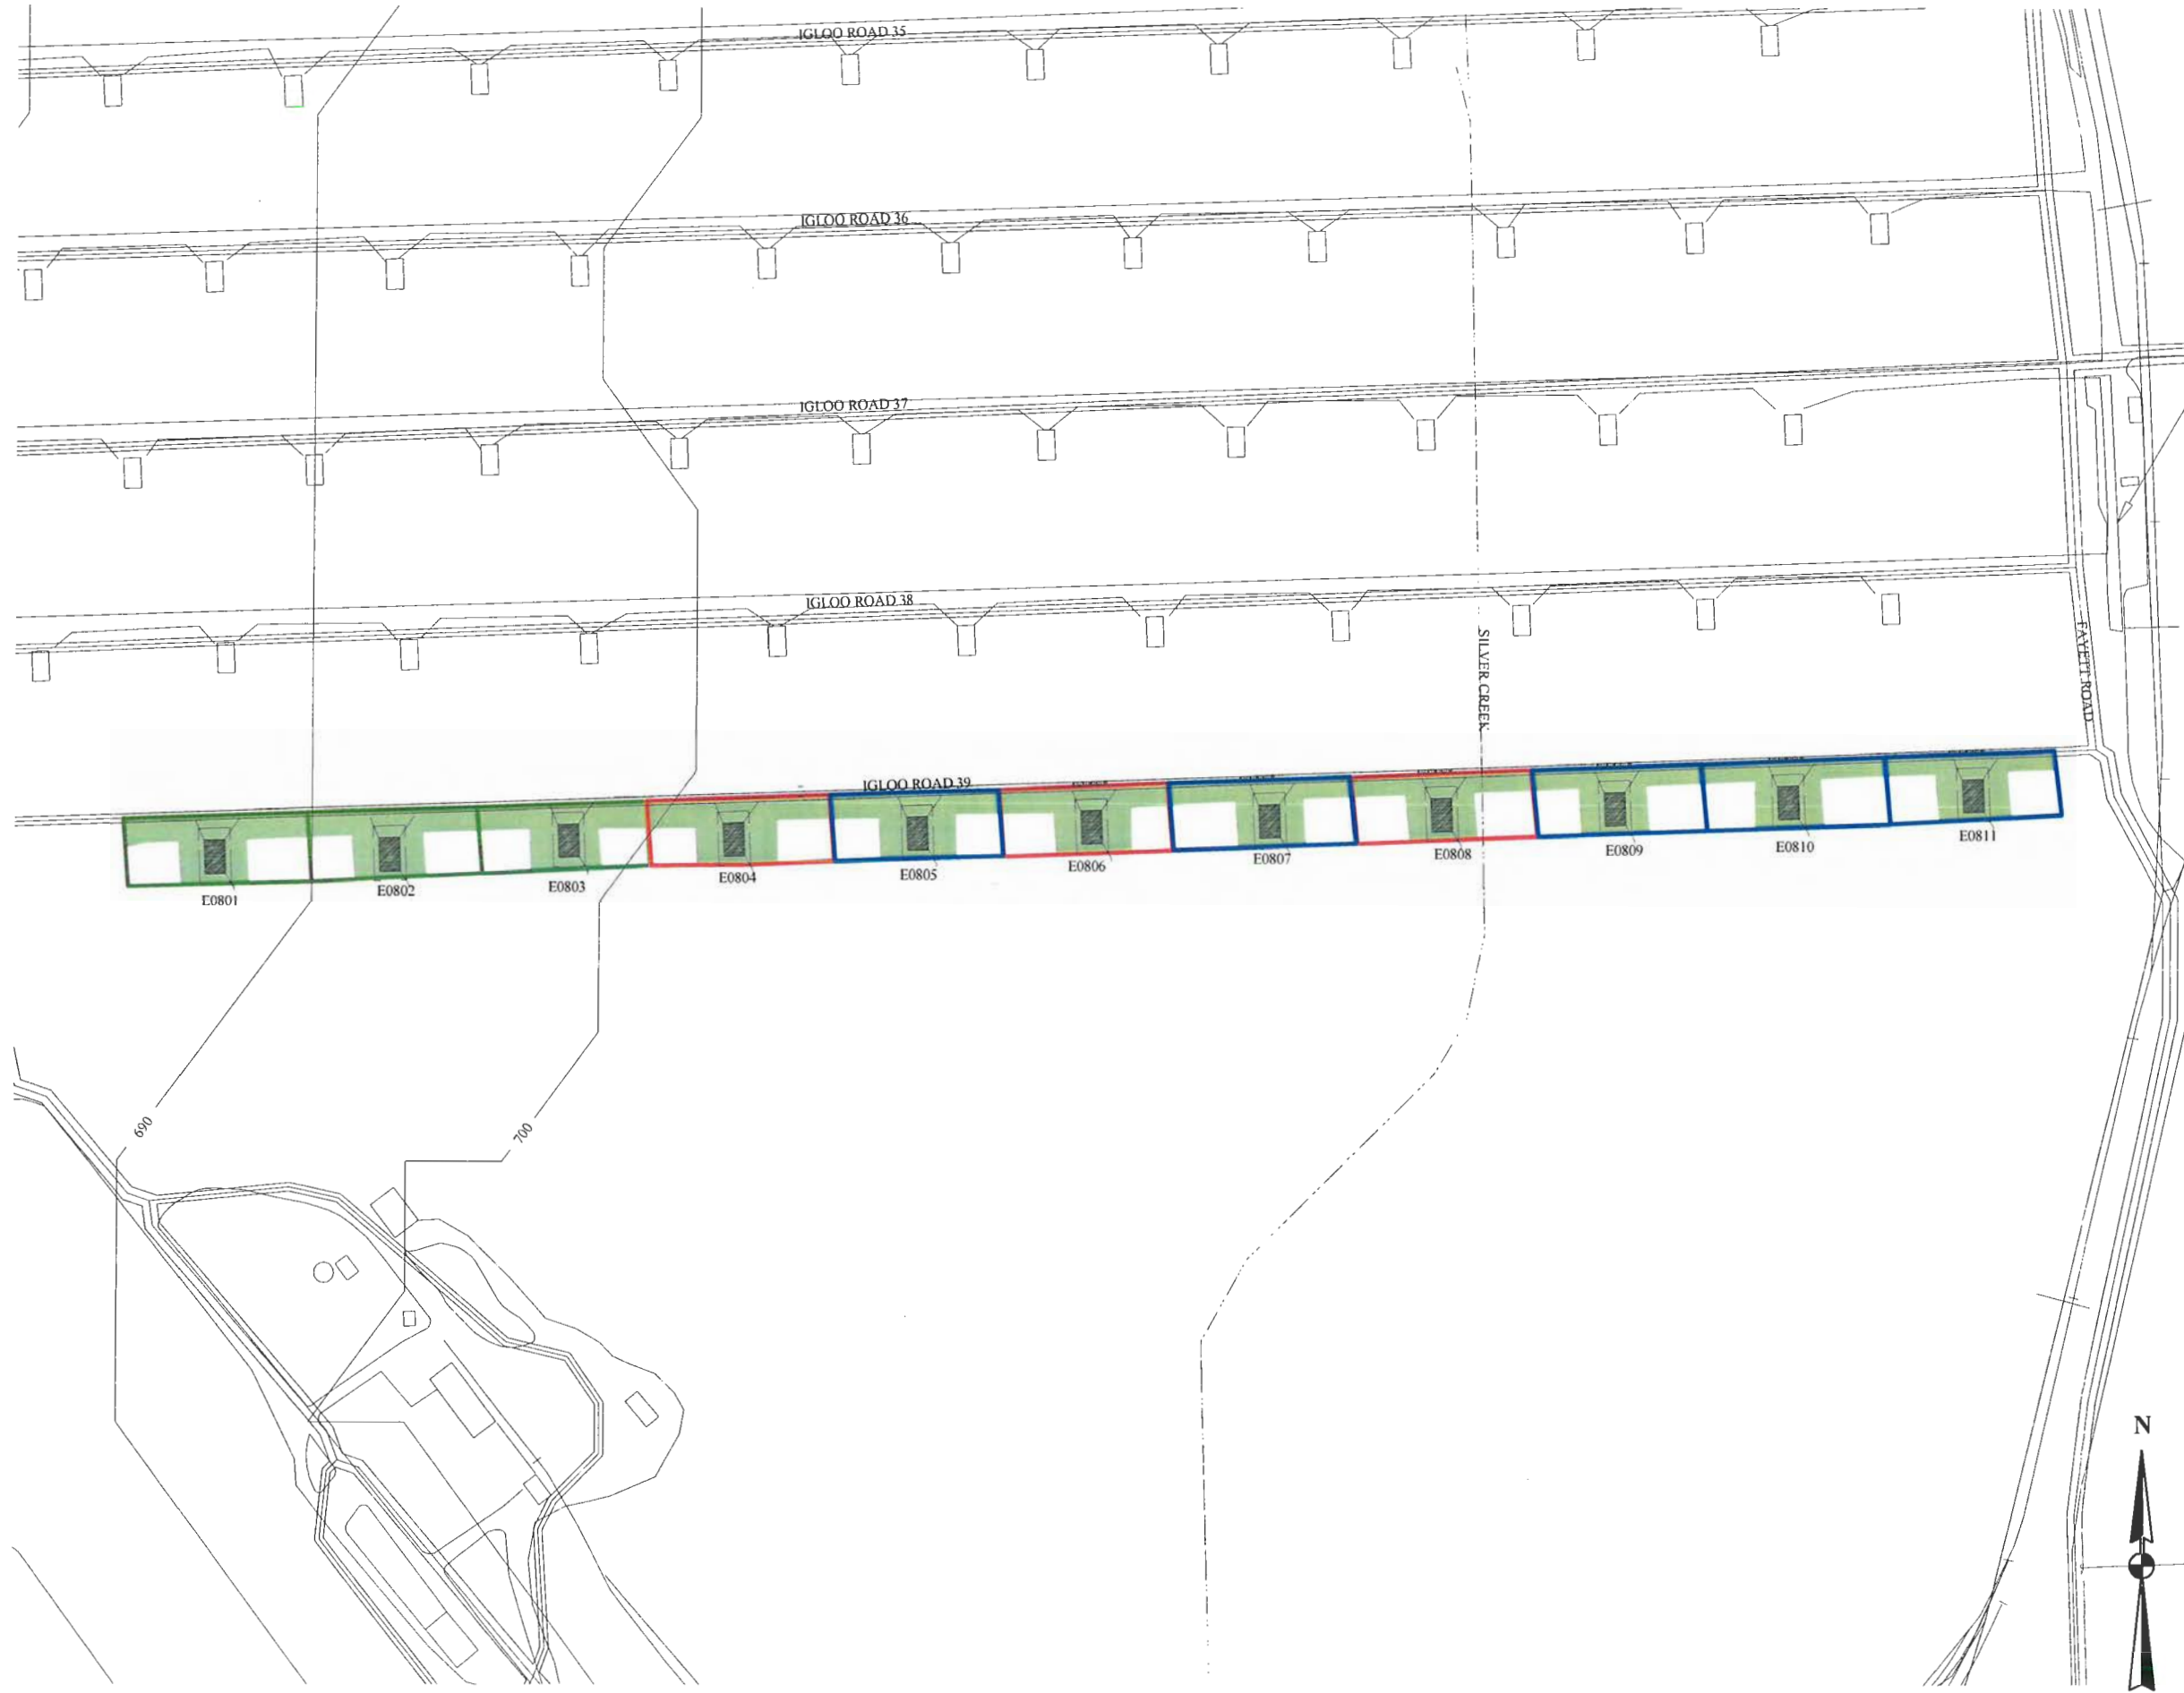 IGLOO ROAD 35
IGLOO ROAD 36
IGLOO ROAD 37
IGLOO ROAD 38
SILVER CREEK
FAYETT ROAD
IGLOO ROAD 39
E0801
E0802
E0803
E0804
E0805
E0806
E0807
E0808
E0809
E0810
E0811
690
700
N